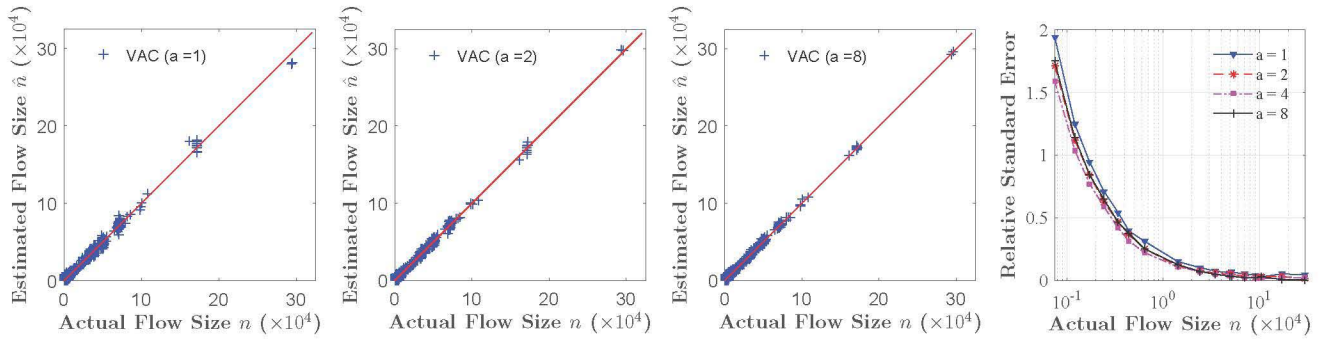 Estimated Flow Size n̂ (×10⁴)
30
20
10
0
0 10 20 30
Actual Flow Size n (×10⁴)
VAC (a =1)
Estimated Flow Size n̂ (×10⁴)
30
20
10
0
0 10 20 30
Actual Flow Size n (×10⁴)
VAC (a =2)
Estimated Flow Size n̂ (×10⁴)
30
20
10
0
0 10 20 30
Actual Flow Size n (×10⁴)
VAC (a =8)
Relative Standard Error
2
1.5
1
0.5
0
10⁻¹ 10⁰ 10¹
Actual Flow Size n (×10⁴)
a = 1
a = 2
a = 4
a = 8